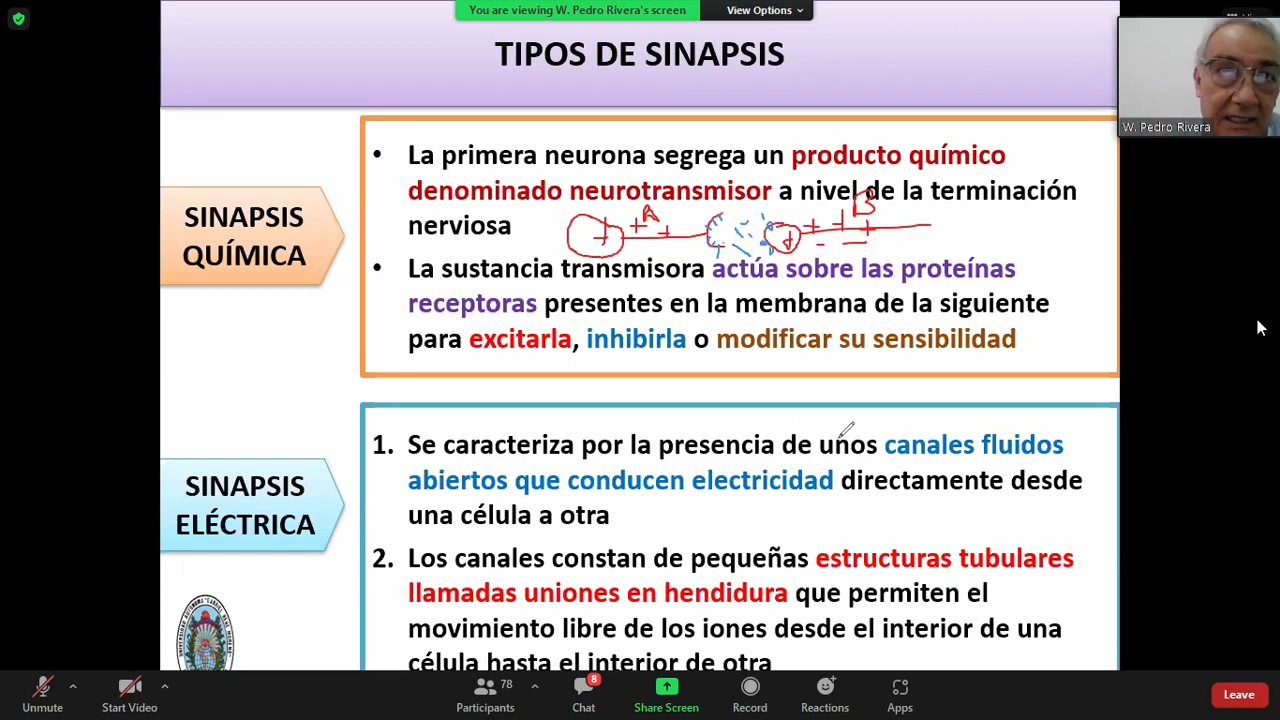 You are viewing W. Pedro Rivera's screen
View Options
TIPOS DE SINAPSIS
W. Pedro Rivera
SINAPSIS
QUÍMICA
• La primera neurona segrega un producto químico
denominado neurotransmisor a nivel de la terminación
nerviosa
A
B
• La sustancia transmisora actúa sobre las proteínas
receptoras presentes en la membrana de la siguiente
para excitarla, inhibirla o modificar su sensibilidad
SINAPSIS
ELÉCTRICA
1. Se caracteriza por la presencia de unos canales fluidos
abiertos que conducen electricidad directamente desde
una célula a otra
2. Los canales constan de pequeñas estructuras tubulares
llamadas uniones en hendidura que permiten el
movimiento libre de los iones desde el interior de una
célula hasta el interior de otra
Unmute
Start Video
78
Participants
8
Chat
Share Screen
Record
Reactions
Apps
Leave